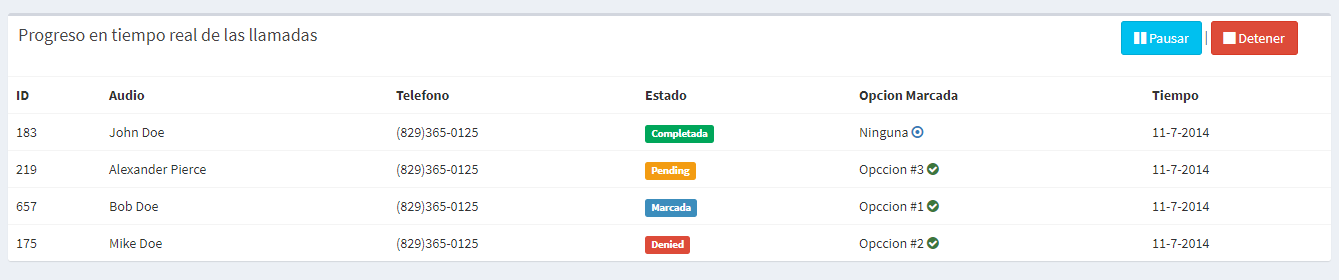 Progreso en tiempo real de las llamadas Pausar | Detener
ID Audio Telefono Estado Opcion Marcada Tiempo
183 John Doe (829)365-0125 Completada Ninguna 11-7-2014
219 Alexander Pierce (829)365-0125 Pending Opccion #3 11-7-2014
657 Bob Doe (829)365-0125 Marcada Opccion #1 11-7-2014
175 Mike Doe (829)365-0125 Denied Opccion #2 11-7-2014